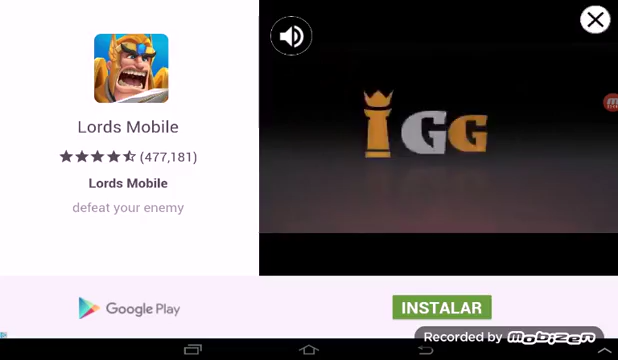 Lords Mobile
(477,181)
Lords Mobile
defeat your enemy
IGG
Google Play
INSTALAR
Recorded by mobizen